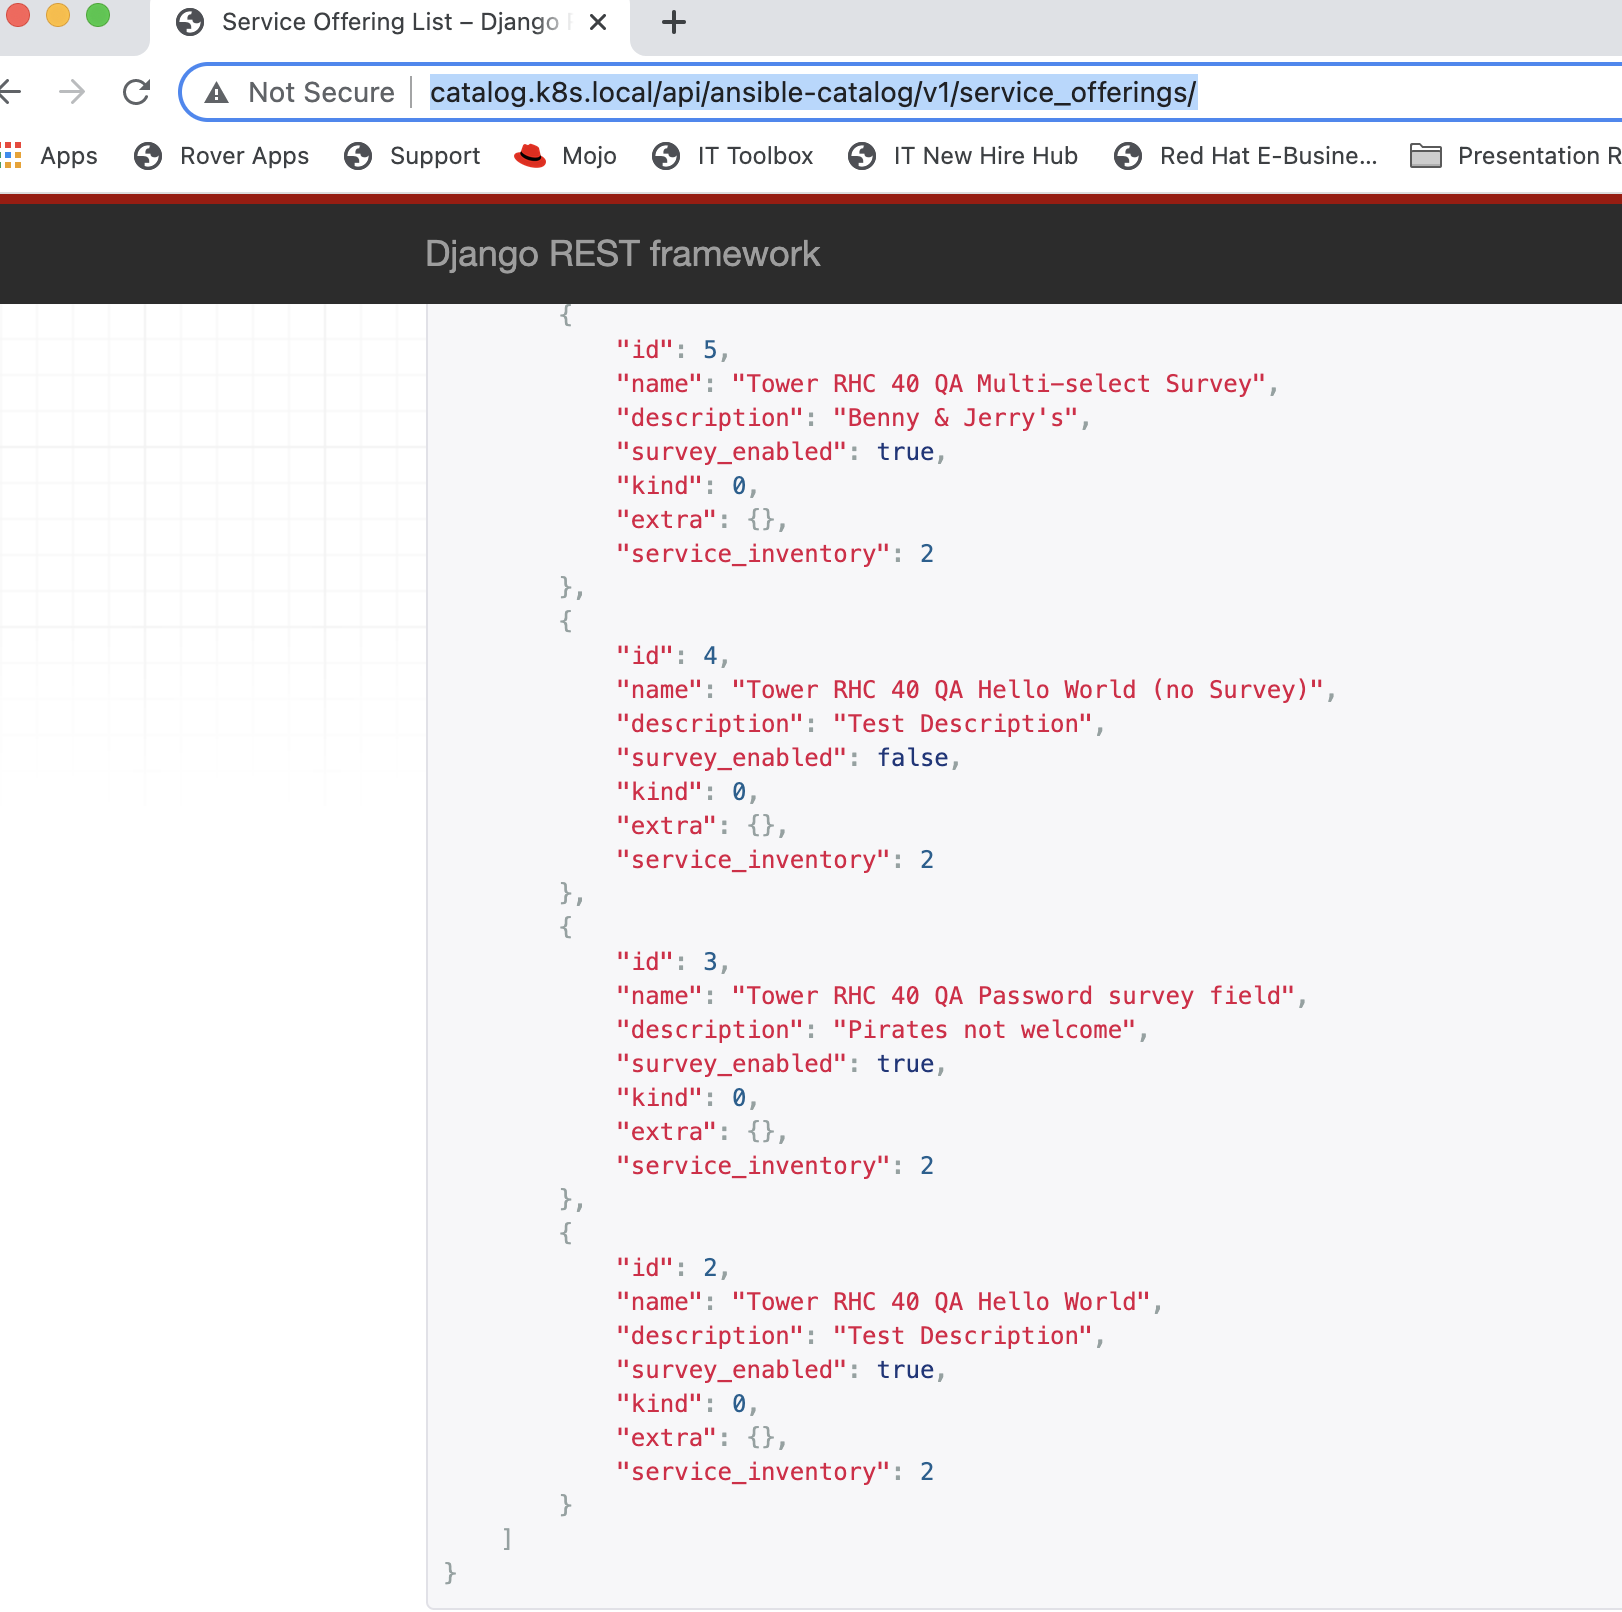 Service Offering List – Django
Not Secure
catalog.k8s.local/api/ansible-catalog/v1/service_offerings/
Apps Rover Apps Support Mojo IT Toolbox IT New Hire Hub Red Hat E-Busine... Presentation R
Django REST framework
{
"id": 5,
"name": "Tower RHC 40 QA Multi-select Survey",
"description": "Benny & Jerry's",
"survey_enabled": true,
"kind": 0,
"extra": {},
"service_inventory": 2
},
{
"id": 4,
"name": "Tower RHC 40 QA Hello World (no Survey)",
"description": "Test Description",
"survey_enabled": false,
"kind": 0,
"extra": {},
"service_inventory": 2
},
{
"id": 3,
"name": "Tower RHC 40 QA Password survey field",
"description": "Pirates not welcome",
"survey_enabled": true,
"kind": 0,
"extra": {},
"service_inventory": 2
},
{
"id": 2,
"name": "Tower RHC 40 QA Hello World",
"description": "Test Description",
"survey_enabled": true,
"kind": 0,
"extra": {},
"service_inventory": 2
}
]
}